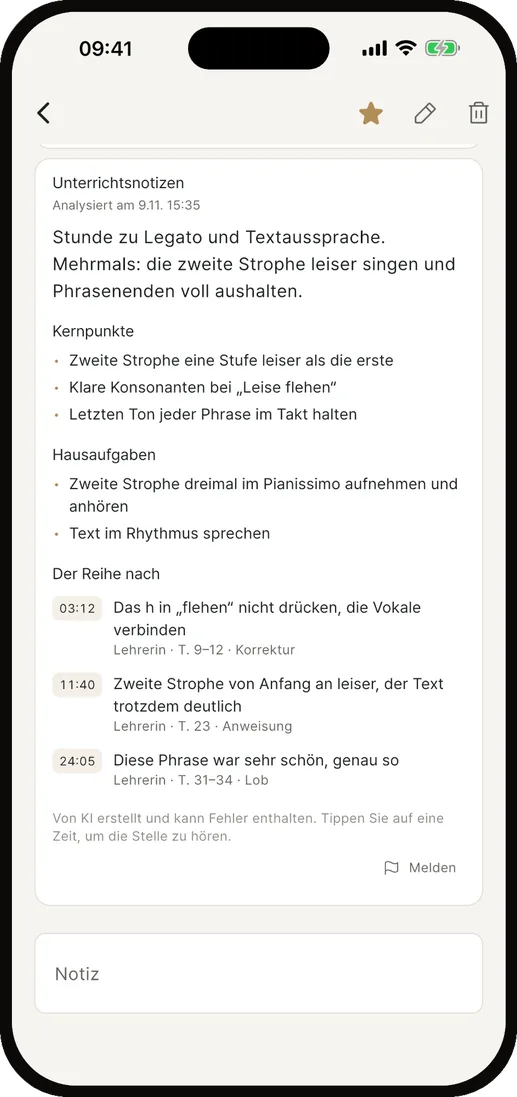 09:41
Unterrichtsnotizen
Analysiert am 9.11. 15:35
Stunde zu Legato und Textaussprache.
Mehrmals: die zweite Strophe leiser singen und
Phrasenenden voll aushalten.
Kernpunkte
• Zweite Strophe eine Stufe leiser als die erste
• Klare Konsonanten bei „Leise flehen“
• Letzten Ton jeder Phrase im Takt halten
Hausaufgaben
• Zweite Strophe dreimal im Pianissimo aufnehmen und
anhören
• Text im Rhythmus sprechen
Der Reihe nach
03:12 Das h in „flehen“ nicht drücken, die Vokale
verbinden
Lehrerin · T. 9–12 · Korrektur
11:40 Zweite Strophe von Anfang an leiser, der Text
trotzdem deutlich
Lehrerin · T. 23 · Anweisung
24:05 Diese Phrase war sehr schön, genau so
Lehrerin · T. 31–34 · Lob
Von KI erstellt und kann Fehler enthalten. Tippen Sie auf eine
Zeit, um die Stelle zu hören.
Melden
Notiz